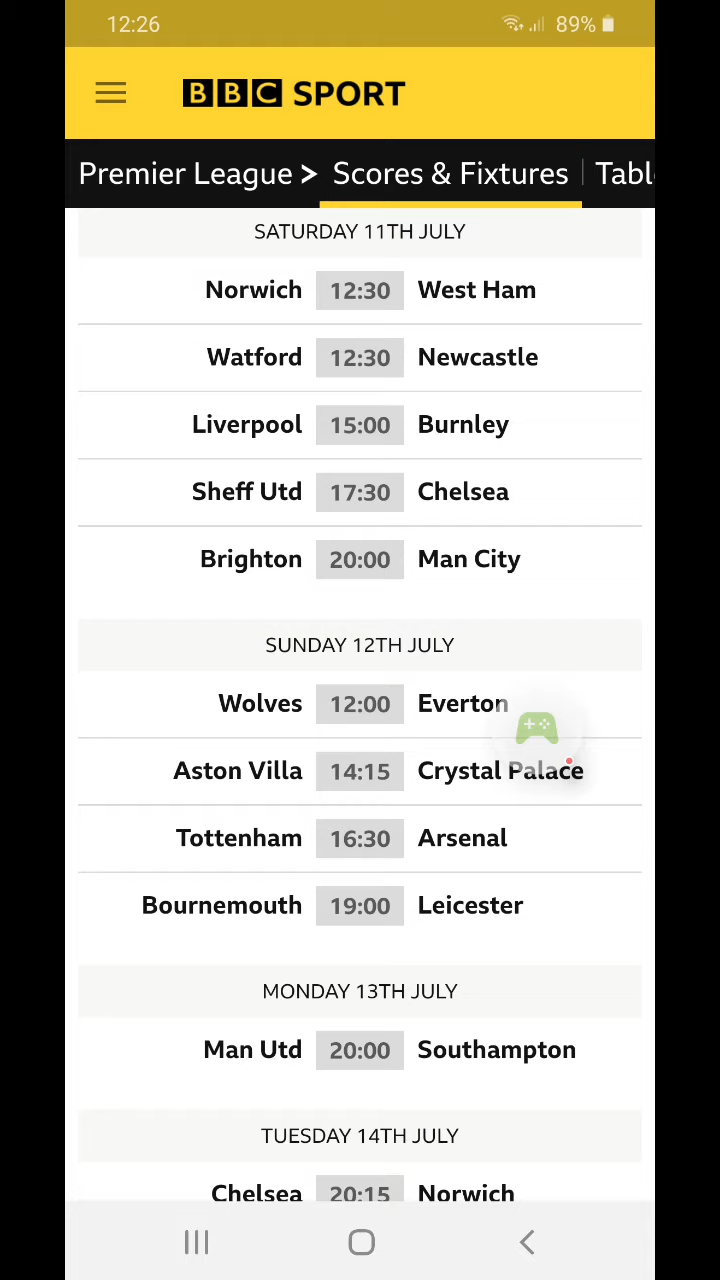 12:26 89%
BBC SPORT
Premier League > Scores & Fixtures Tabl
SATURDAY 11TH JULY
Norwich 12:30 West Ham
Watford 12:30 Newcastle
Liverpool 15:00 Burnley
Sheff Utd 17:30 Chelsea
Brighton 20:00 Man City
SUNDAY 12TH JULY
Wolves 12:00 Everton
Aston Villa 14:15 Crystal Palace
Tottenham 16:30 Arsenal
Bournemouth 19:00 Leicester
MONDAY 13TH JULY
Man Utd 20:00 Southampton
TUESDAY 14TH JULY
Chelsea 20:15 Norwich